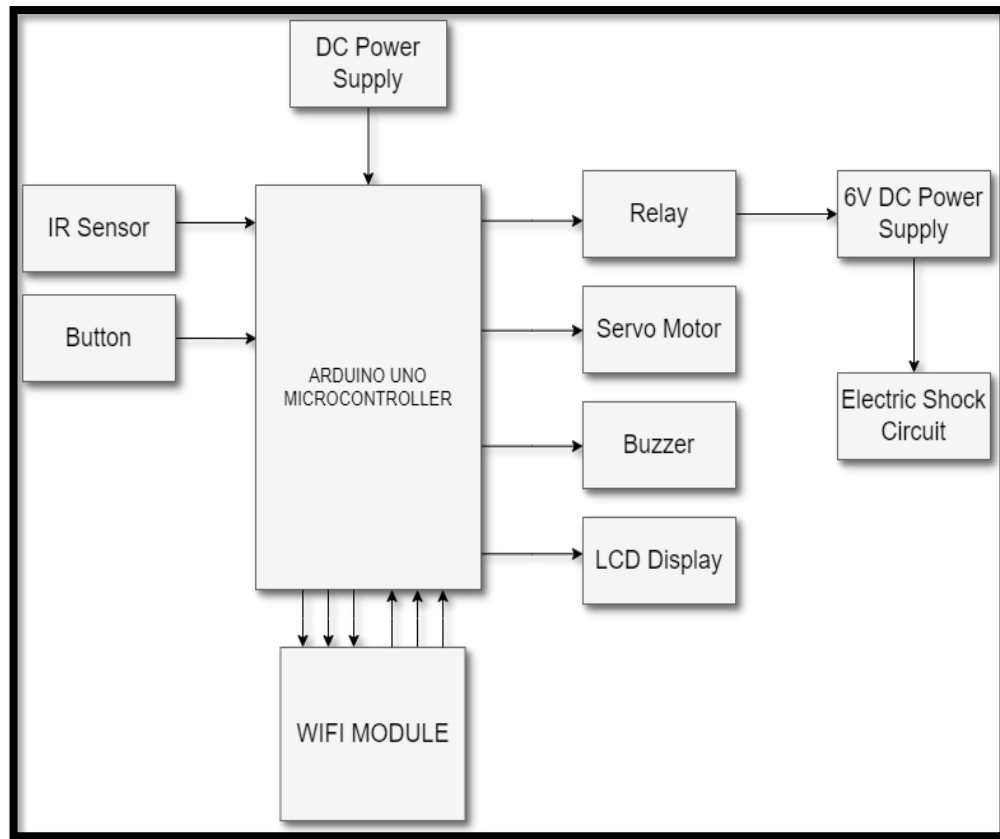 DC Power
Supply
IR Sensor
Button
ARDUINO UNO
MICROCONTROLLER
Relay
6V DC Power
Supply
Servo Motor
Electric Shock
Circuit
Buzzer
LCD Display
WIFI MODULE